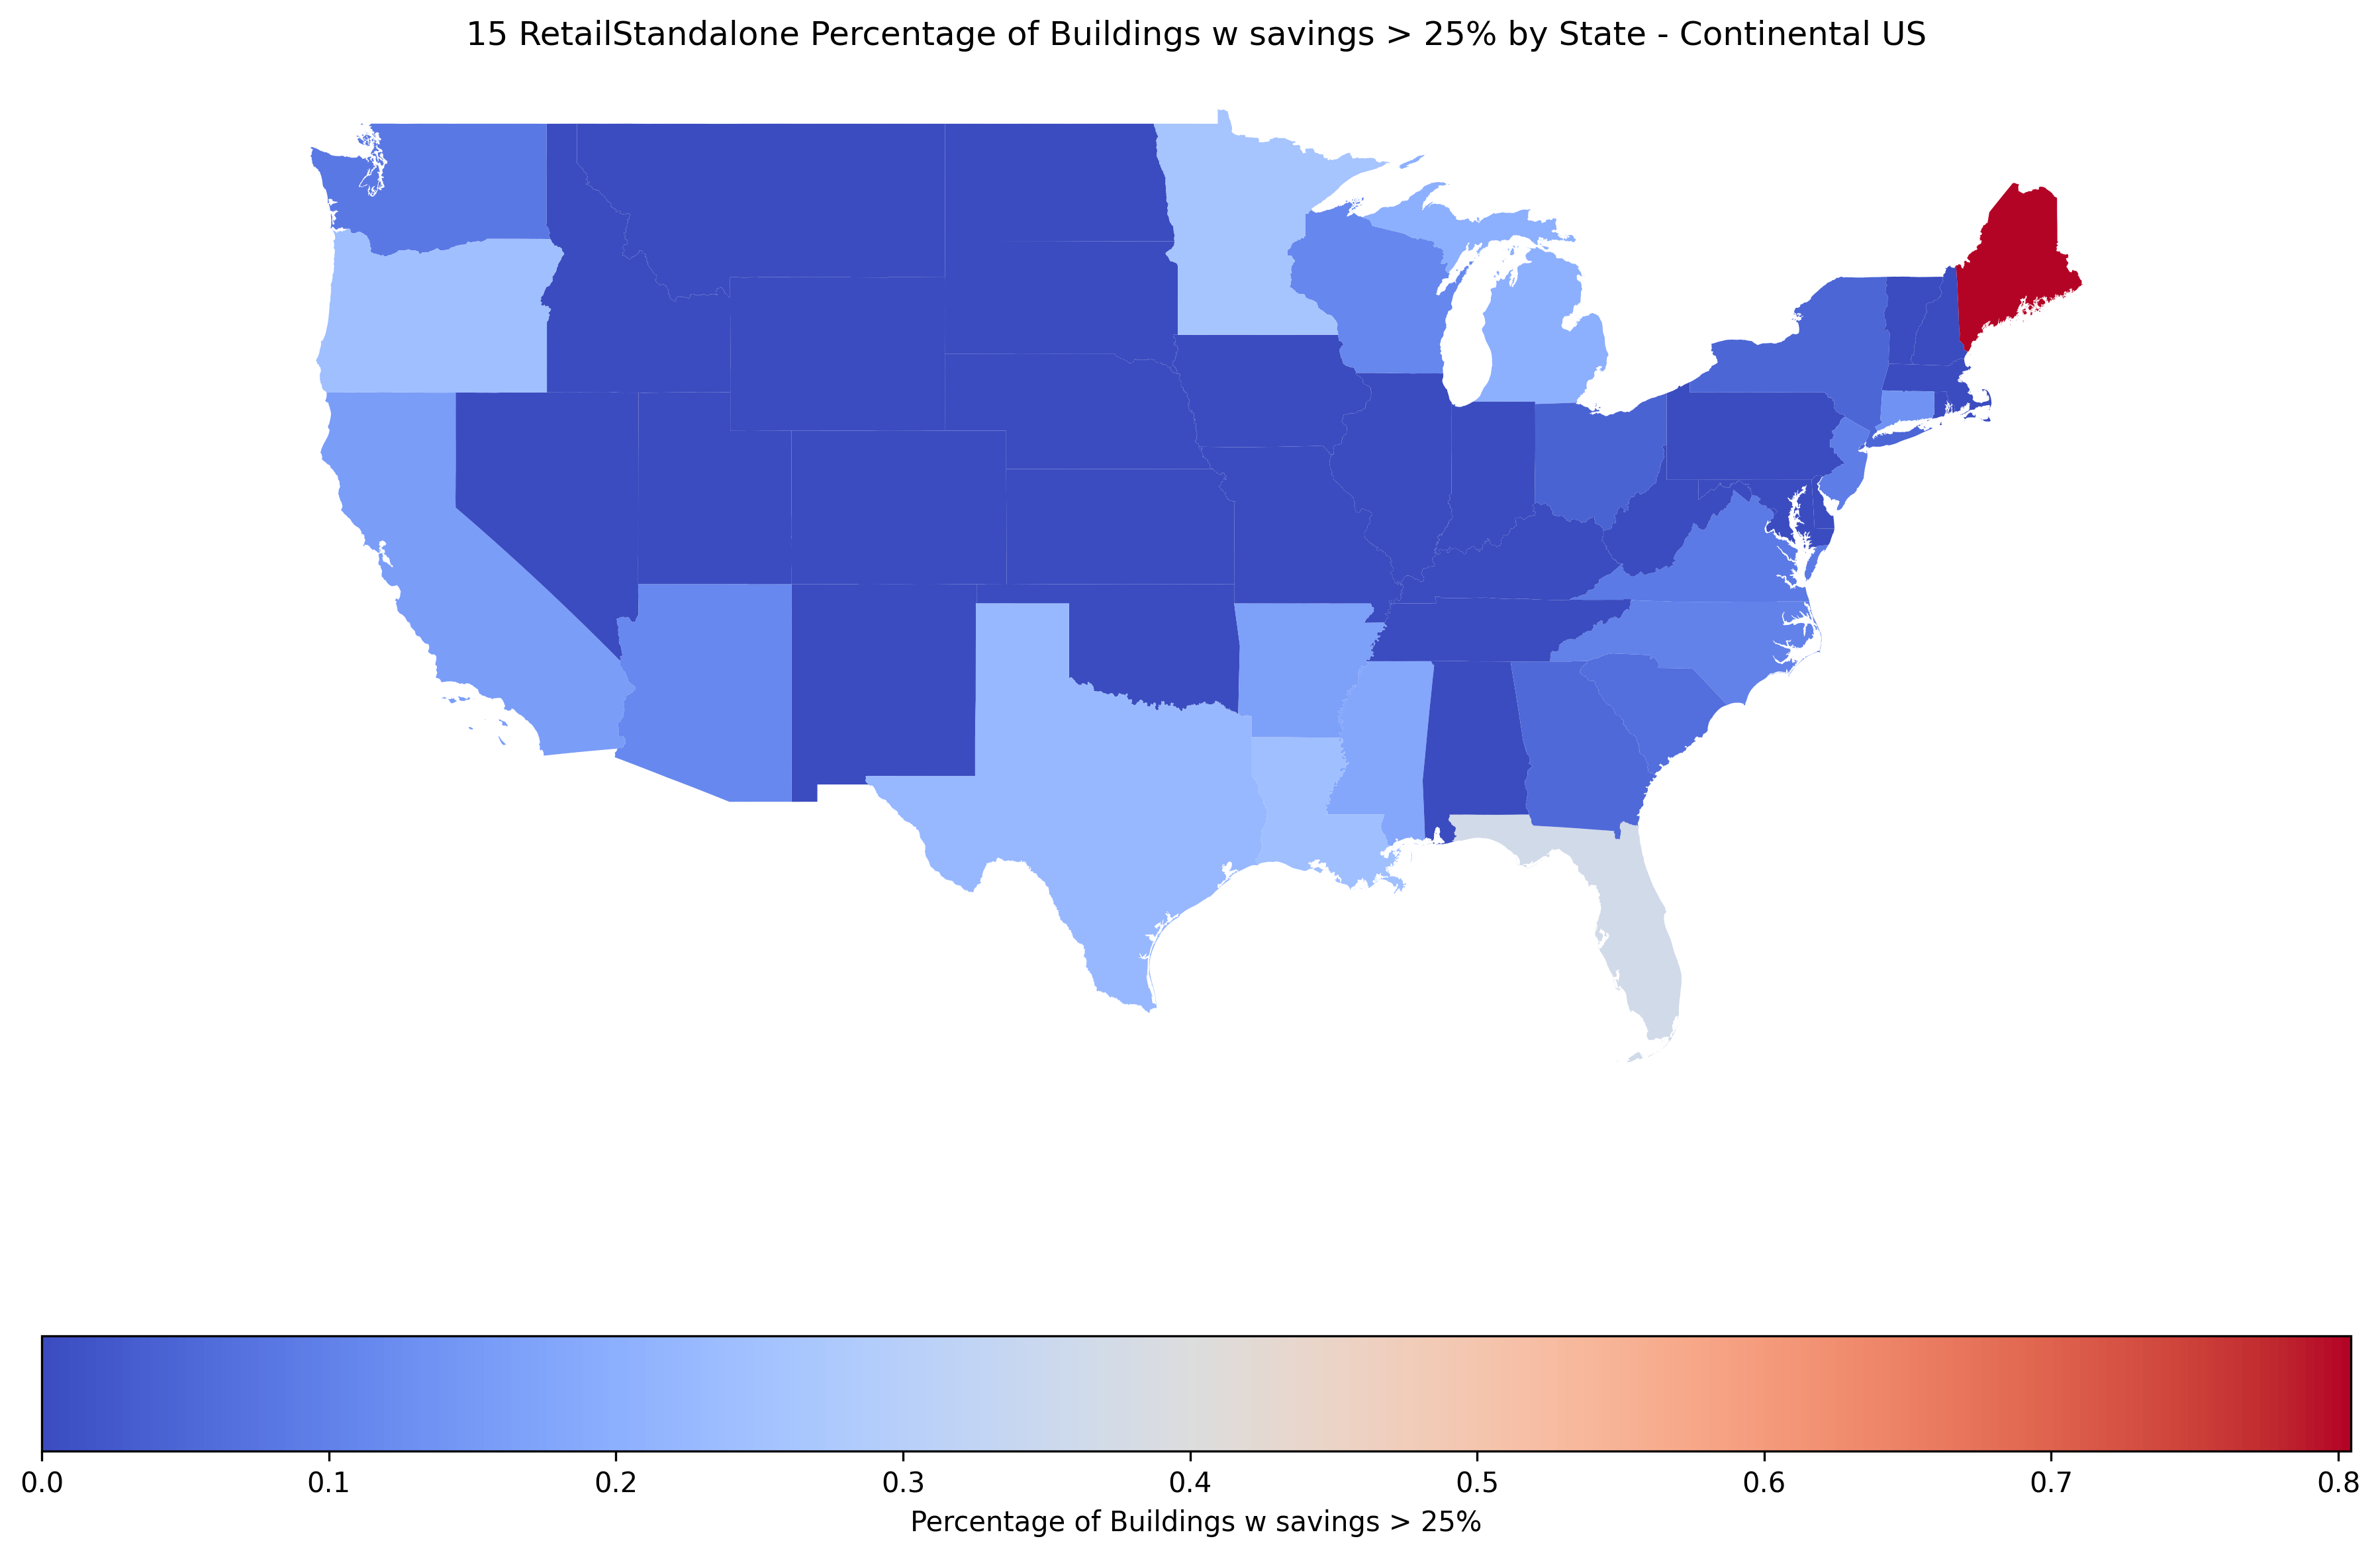 15 RetailStandalone Percentage of Buildings w savings > 25% by State - Continental US
0.0 0.1 0.2 0.3 0.4 0.5 0.6 0.7 0.8
Percentage of Buildings w savings > 25%